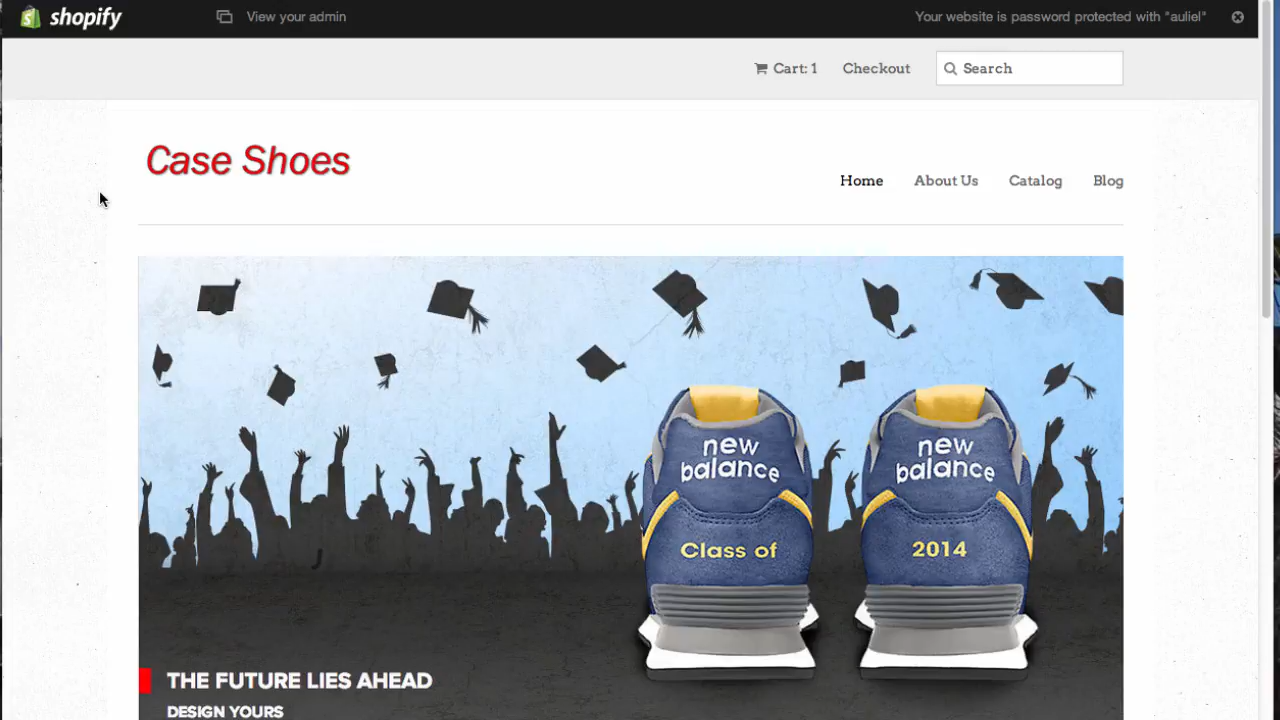 shopify
View your admin
Your website is password protected with "auliel"
Cart: 1
Checkout
Search
Case Shoes
Home
About Us
Catalog
Blog
new balance
new balance
Class of
2014
THE FUTURE LIES AHEAD
DESIGN YOURS